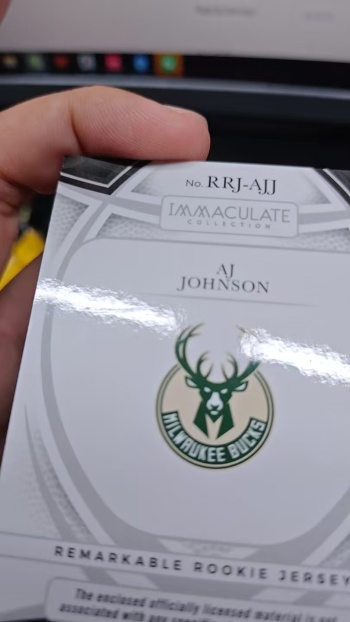 No. RRJ-AJJ
IMMACULATE
COLLECTION
AJ
JOHNSON
MILWAUKEE BUCKS
REMARKABLE ROOKIE JERSEY
The enclosed officially licensed material is not
associated with any